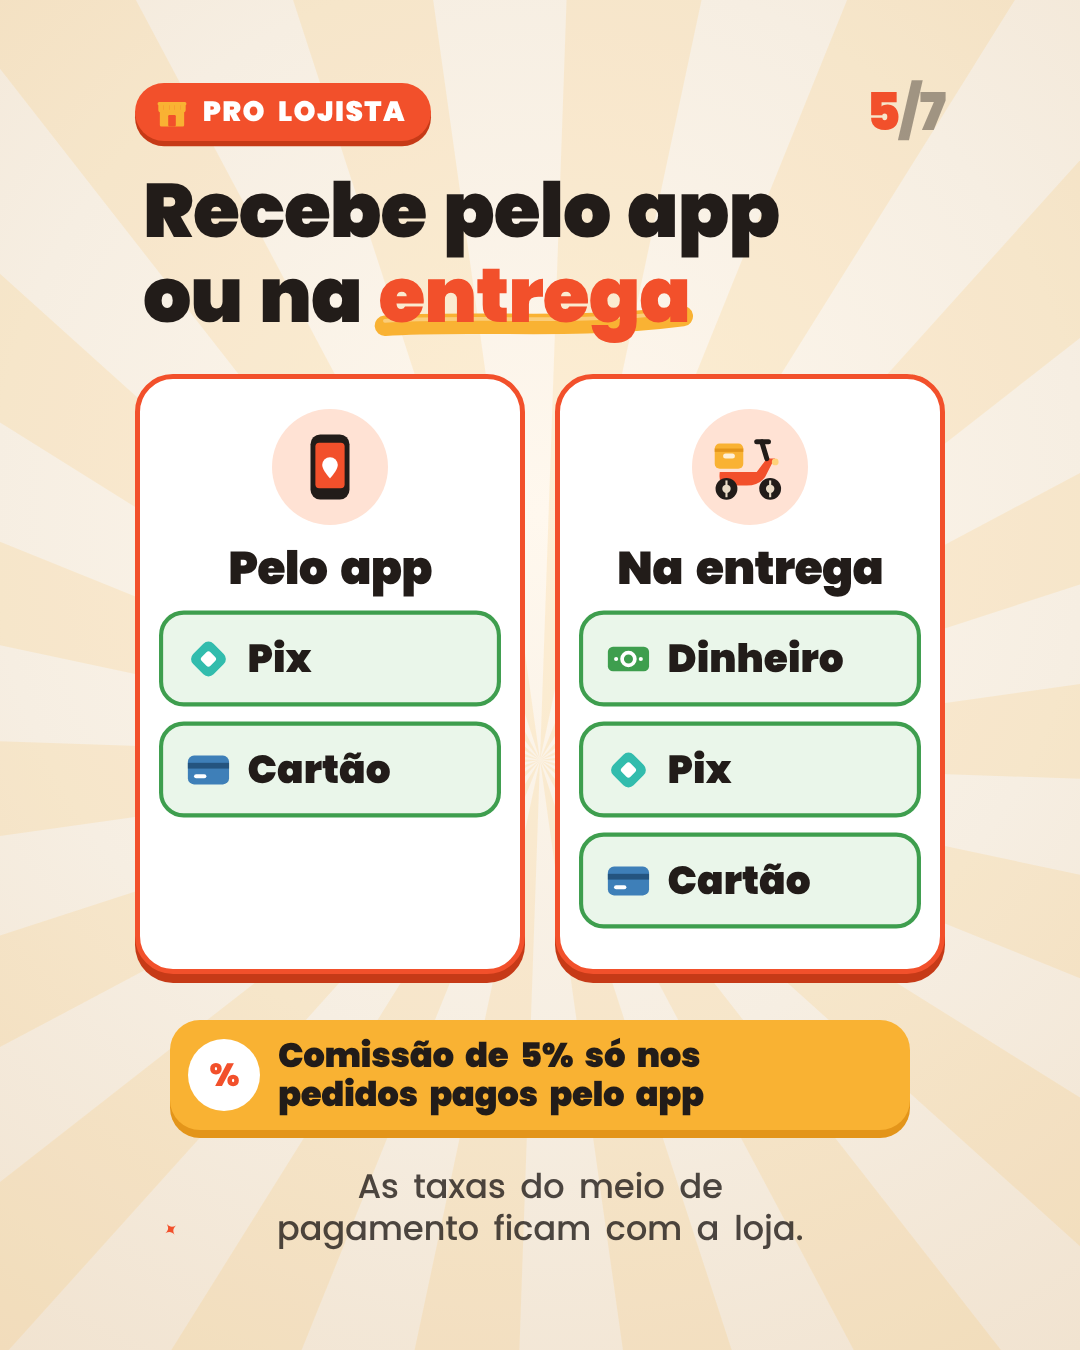 PRO LOJISTA
5/7
Recebe pelo app
ou na entrega
Pelo app
Pix
Cartão
Na entrega
Dinheiro
Pix
Cartão
%
Comissão de 5% só nos
pedidos pagos pelo app
As taxas do meio de
pagamento ficam com a loja.